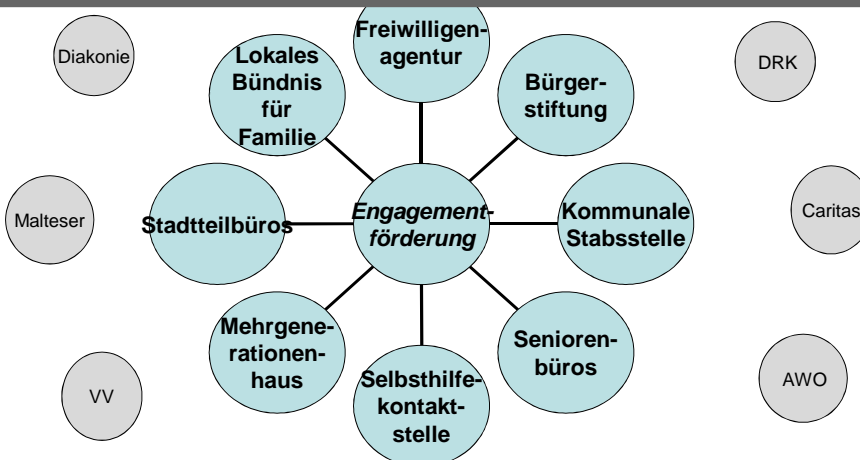 Freiwilligen-
agentur
Diakonie
Lokales
Bündnis
für
Familie
Bürger-
stiftung
DRK
Malteser
Stadtteilbüros
Engagement-
förderung
Kommunale
Stabsstelle
Caritas
Mehrgene-
rationen-
haus
Senioren-
büros
Selbsthilfe-
kontakt-
stelle
VV
AWO